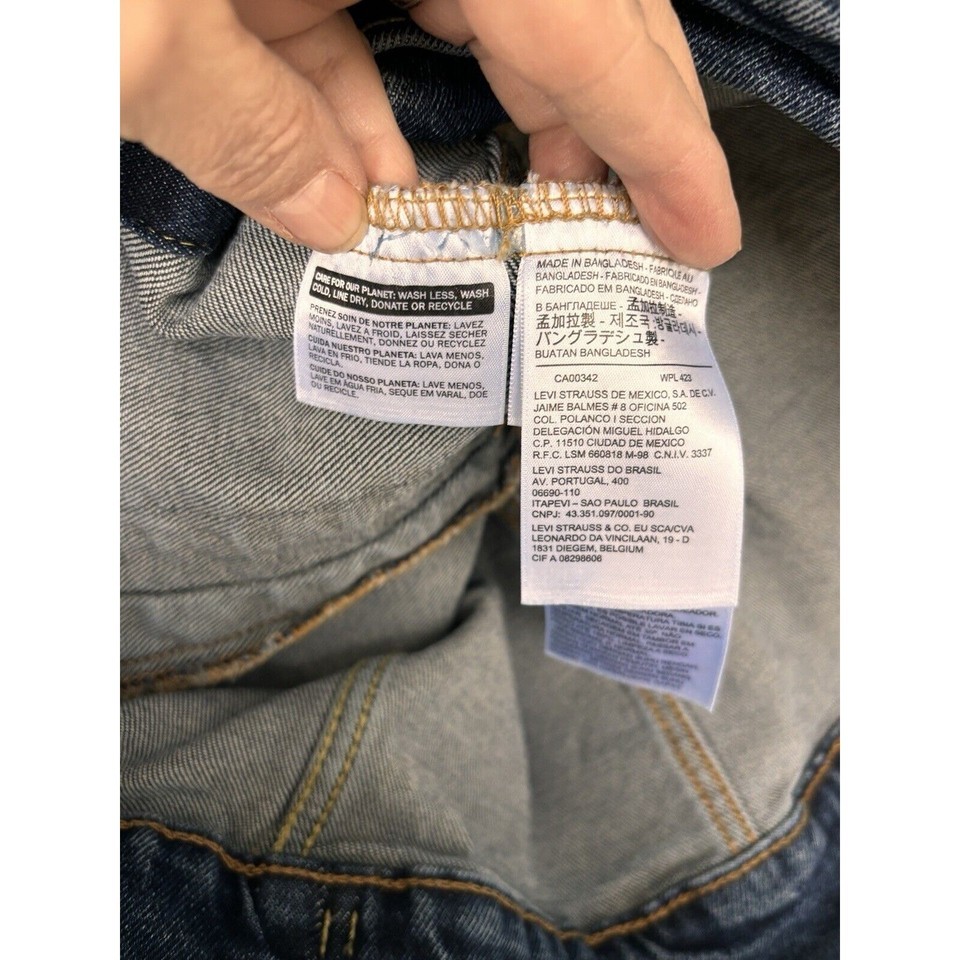 CARE FOR OUR PLANET: WASH LESS, WASH
COLD, LINE DRY, DONATE OR RECYCLE
PRENEZ SOIN DE NOTRE PLANETE: LAVEZ
MOINS, LAVEZ A FROID, LAISSEZ SECHER
NATURELLEMENT, DONNEZ OU RECYCLEZ
CUIDA NUESTRO PLANETA: LAVA MENOS,
LAVA EN FRIO, TIENDE LA ROPA, DONA O
RECICLA.
CUIDE DO NOSSO PLANETA: LAVE MENOS,
LAVE EM ÁGUA FRIA, SEQUE EM VARAL, DOE
OU RECICLE.
MADE IN BANGLADESH - FABRIQUE AU
BANGLADESH - FABRICADO EN BANGLADESH -
FABRICADO EM BANGLADESH - СДЕЛАНО
В БАНГЛАДЕШЕ - 孟加拉制造 -
孟加拉製 - 제조국 :방글라데시 -
バングラデシュ製 -
BUATAN BANGLADESH
CA00342 WPL 423
LEVI STRAUSS DE MEXICO, S.A. DE C.V.
JAIME BALMES # 8 OFICINA 502
COL. POLANCO I SECCION
DELEGACIÓN MIGUEL HIDALGO
C.P. 11510 CIUDAD DE MEXICO
R.F.C. LSM 660818 M-98 C.N.I.V. 3337
LEVI STRAUSS DO BRASIL
AV. PORTUGAL, 400
06690-110
ITAPEVI – SAO PAULO BRASIL
CNPJ: 43.351.097/0001-90
LEVI STRAUSS & CO. EU SCA/CVA
LEONARDO DA VINCILAAN, 19 - D
1831 DIEGEM, BELGIUM
CIF A 08298606